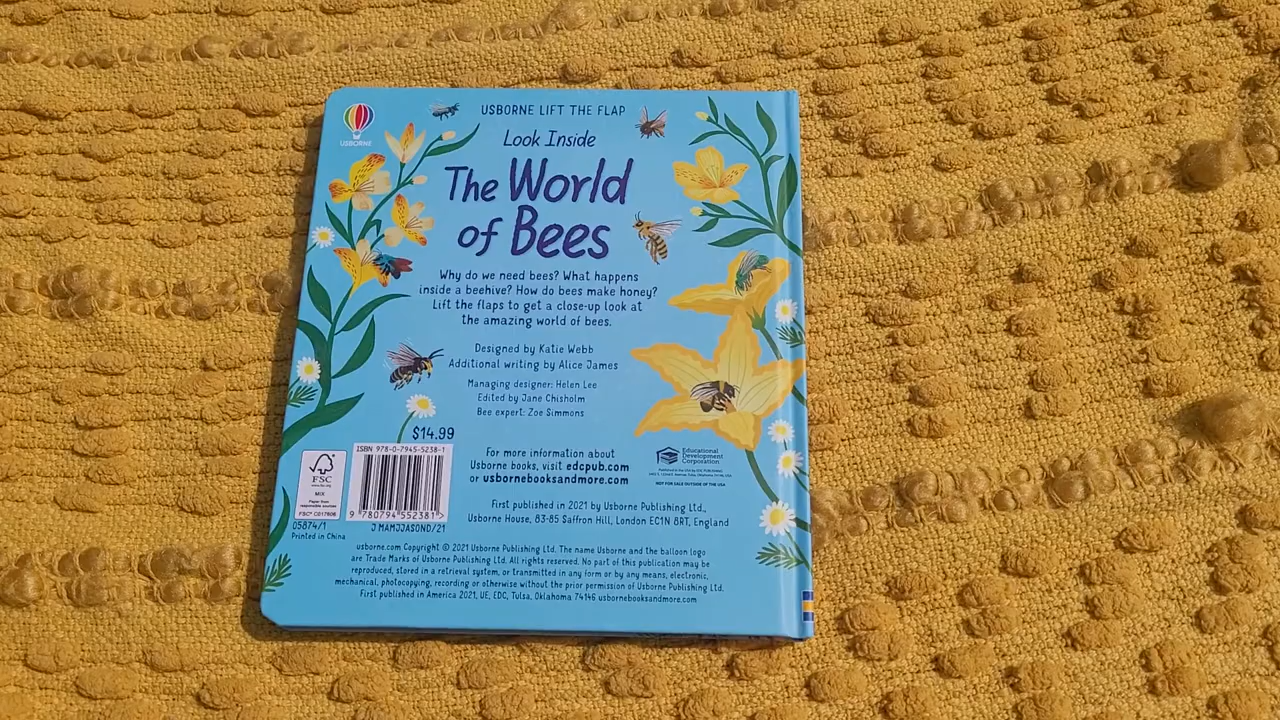 USBORNE
USBORNE LIFT THE FLAP
Look Inside
The World
of Bees
Why do we need bees? What happens
inside a beehive? How do bees make honey?
Lift the flaps to get a close-up look at
the amazing world of bees.
Designed by Katie Webb
Additional writing by Alice James
Managing designer: Helen Lee
Edited by Jane Chisholm
Bee expert: Zoe Simmons
$14.99
ISBN 978-0-7945-5238-1
9 780794 552381 >
FSC
www.fsc.org
MIX
Paper from
responsible sources
FSC® C017606
05874/1
Printed in China
J MAMJJASOND/21
For more information about
Usborne books, visit edcpub.com
or usbornebooksandmore.com
Educational
Development
Corporation
NOT FOR SALE OUTSIDE OF THE USA
First published in 2021 by Usborne Publishing Ltd.,
Usborne House, 83-85 Saffron Hill, London EC1N 8RT, England
usborne.com Copyright © 2021 Usborne Publishing Ltd. The name Usborne and the balloon logo
are Trade Marks of Usborne Publishing Ltd. All rights reserved. No part of this publication may be
reproduced, stored in a retrieval system, or transmitted in any form or by any means, electronic,
mechanical, photocopying, recording or otherwise without the prior permission of Usborne Publishing Ltd.
First published in America 2021, UE, EDC, Tulsa, Oklahoma 74146 usbornebooksandmore.com